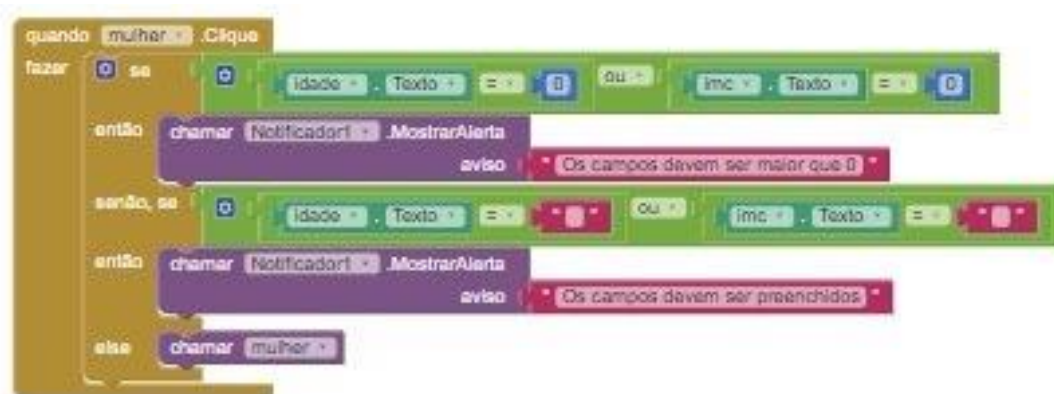 quando mulher .Clique
fazer se idade . Texto = 0 ou imc . Texto = 0
então chamar Notificador1 .MostrarAlerta
aviso " Os campos devem ser maior que 0 "
senão, se idade . Texto = " " ou imc . Texto = " "
então chamar Notificador1 .MostrarAlerta
aviso " Os campos devem ser preenchidos "
else chamar mulher